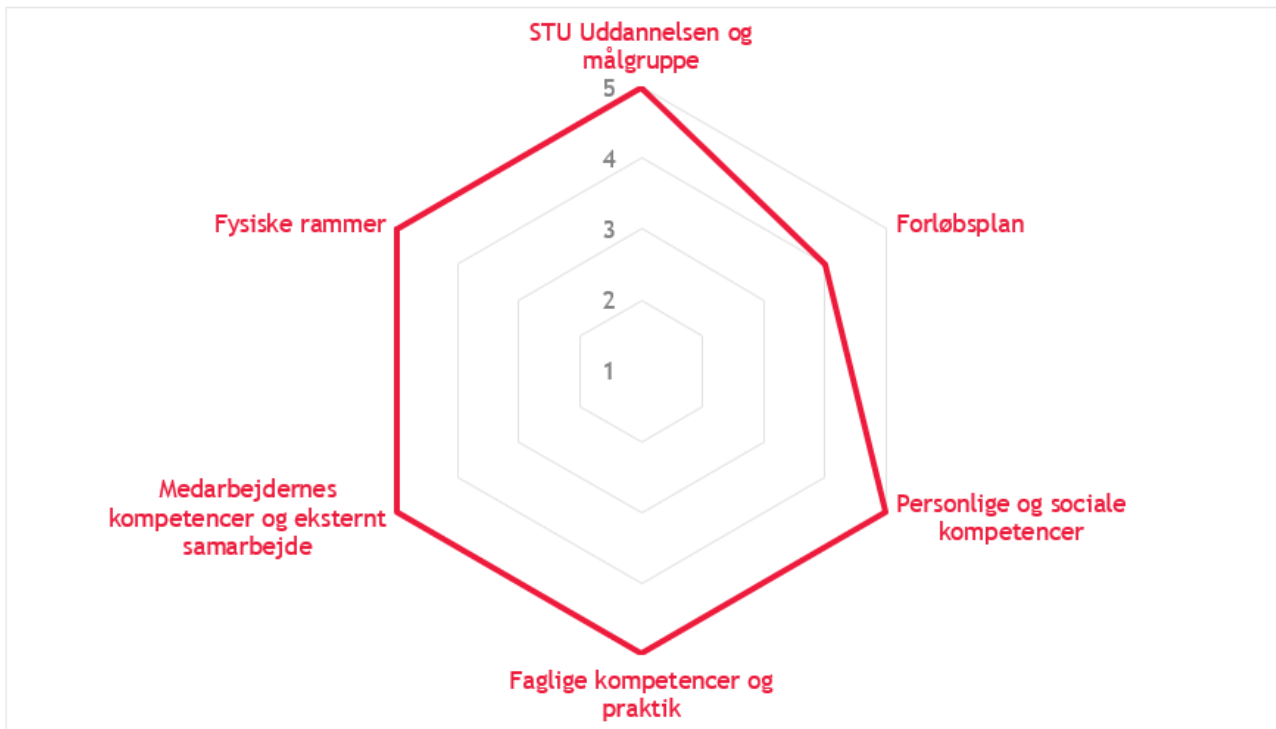 STU Uddannelsen og
målgruppe
5
4
3
2
1
Forløbsplan
Personlige og sociale
kompetencer
Faglige kompetencer og
praktik
Medarbejdernes
kompetencer og eksternt
samarbejde
Fysiske rammer